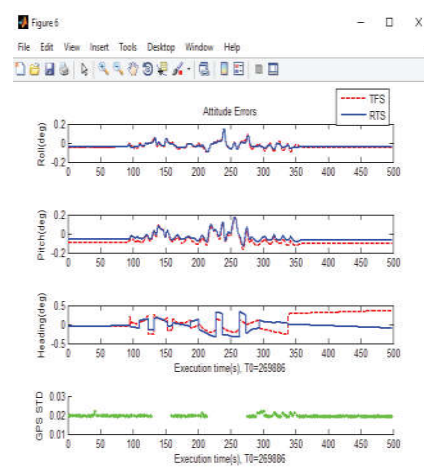 Figure 6
File Edit View Insert Tools Desktop Window Help
TFS
RTS
Attitude Errors
Roll(deg)
0.2
0
-0.2
0 50 100 150 200 250 300 350 400 450 500
Pitch(deg)
0.2
0
-0.2
0 50 100 150 200 250 300 350 400 450 500
Heading(deg)
0.5
0
-0.5
0 50 100 150 200 250 300 350 400 450 500
Execution time(s), T0=269886
GPS STD
0.03
0.02
0.01
0 50 100 150 200 250 300 350 400 450 500
Execution time(s), T0=269886